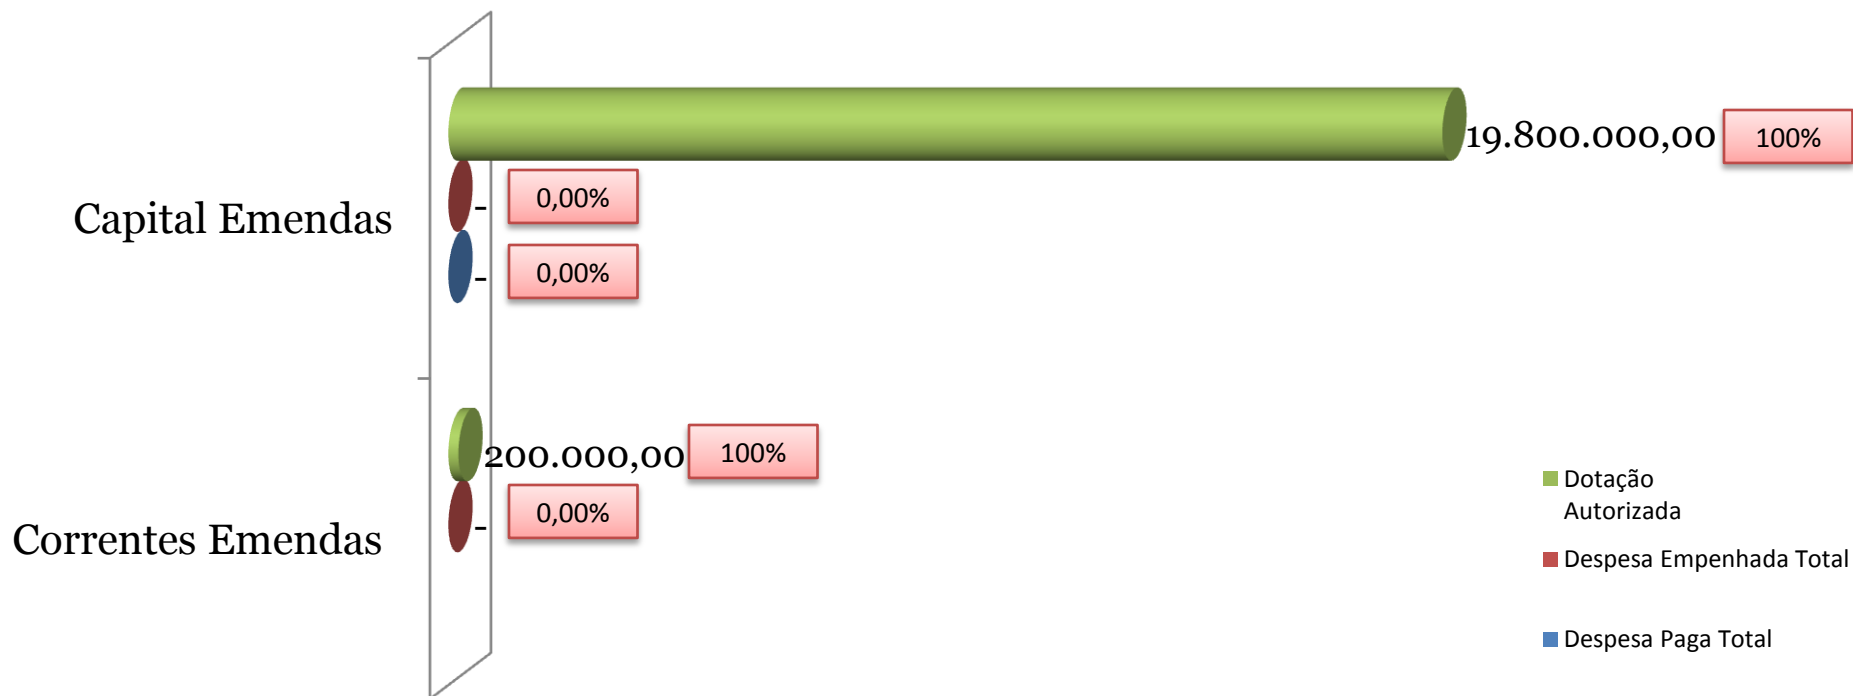 19.800.000,00 100%
Capital Emendas
- 0,00%
- 0,00%
200.000,00 100%
Correntes Emendas
- 0,00%
Dotação
Autorizada
Despesa Empenhada Total
Despesa Paga Total